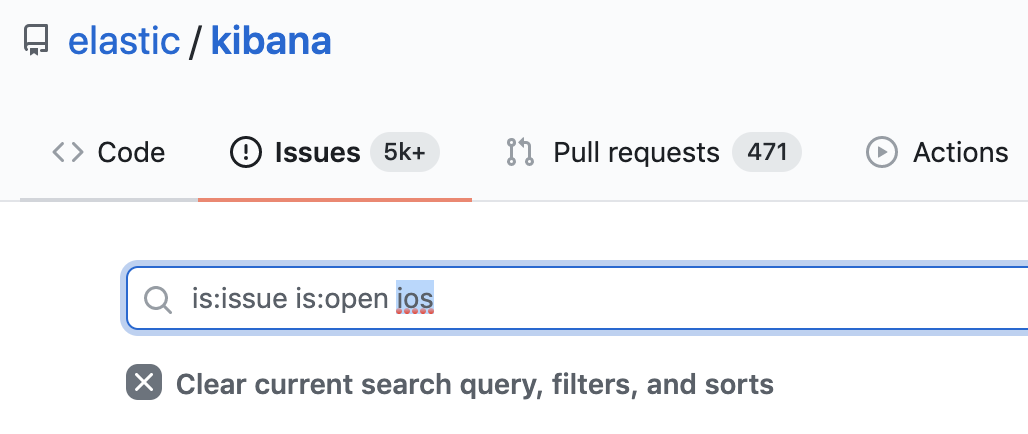 elastic / kibana
Code Issues 5k+ Pull requests 471 Actions
is:issue is:open ios
Clear current search query, filters, and sorts